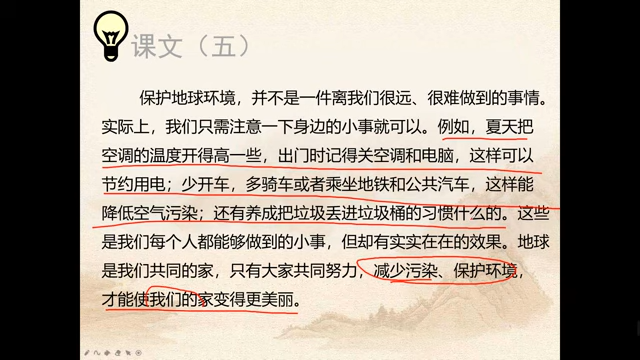 课文（五）
保护地球环境，并不是一件离我们很远、很难做到的事情。
实际上，我们只需注意一下身边的小事就可以。例如，夏天把
空调的温度开得高一些，出门时记得关空调和电脑，这样可以
节约用电；少开车，多骑车或者乘坐地铁和公共汽车，这样能
降低空气污染；还有养成把垃圾丢进垃圾桶的习惯什么的。这些
是我们每个人都能够做到的小事，但却有实实在在的效果。地球
是我们共同的家，只有大家共同努力，减少污染、保护环境，
才能使我们的家变得更美丽。